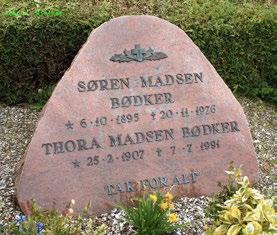 SØREN MADSEN
BØDKER
* 6-10-1895 + 20-11-1976
THORA MADSEN BØDKER
* 25-2-1907 + 7-7-1991
TAK FOR ALT